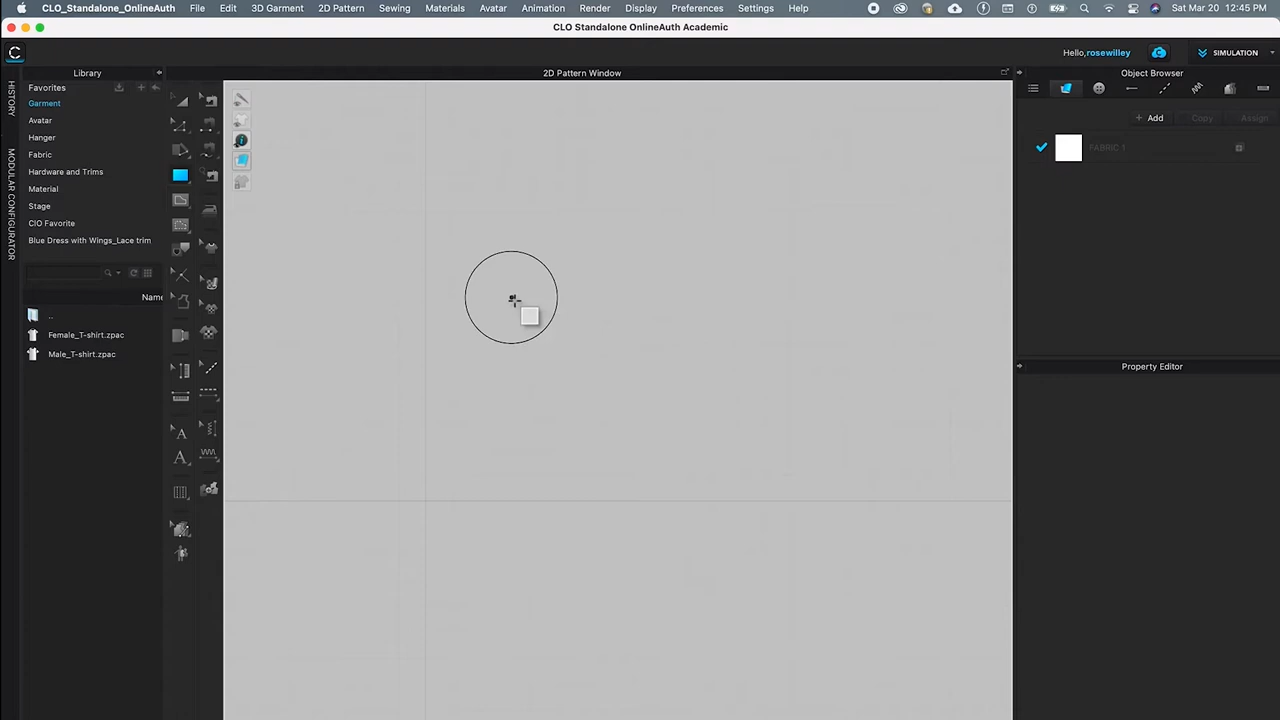 CLO_Standalone_OnlineAuth File Edit 3D Garment 2D Pattern Sewing Materials Avatar Animation Render Display Preferences Settings Help Sat Mar 20 12:45 PM
CLO Standalone OnlineAuth Academic
Hello,rosewilley SIMULATION
HISTORY
MODULAR CONFIGURATOR
Library
Favorites
Garment
Avatar
Hanger
Fabric
Hardware and Trims
Material
Stage
ClO Favorite
Blue Dress with Wings_Lace trim
Name
..
Female_T-shirt.zpac
Male_T-shirt.zpac
2D Pattern Window
Object Browser
+ Add Copy Assign
FABRIC 1
Property Editor